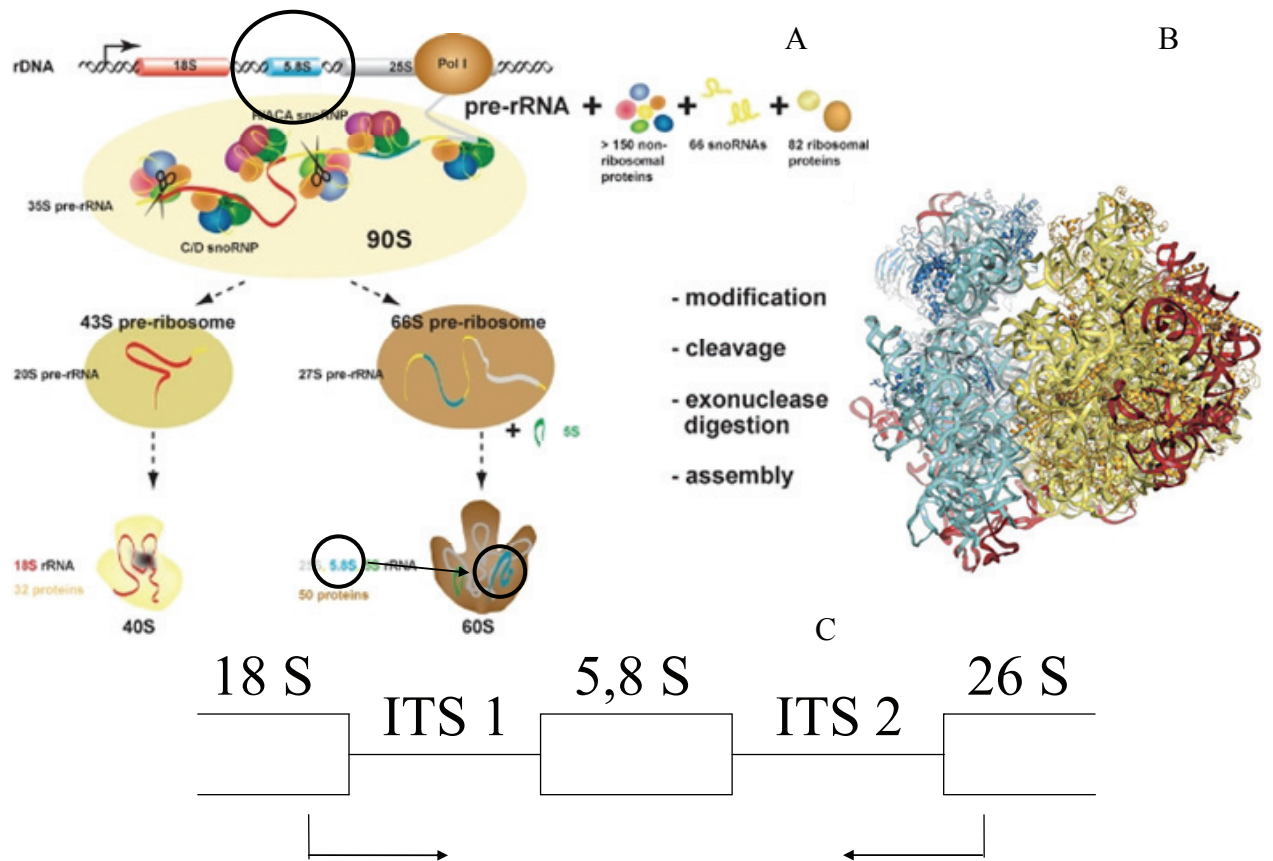 A
B
rDNA
18S
5.8S
25S
Pol I
pre-rRNA + + +
H/ACA snoRNP
> 150 non-
ribosomal
proteins
66 snoRNAs
82 ribosomal
proteins
35S pre-rRNA
C/D snoRNP
90S
- modification
- cleavage
- exonuclease
digestion
- assembly
43S pre-ribosome
66S pre-ribosome
20S pre-rRNA
27S pre-rRNA
+ 5S
18S rRNA
32 proteins
40S
25S, 5.8S, 5S rRNA
50 proteins
60S
C
18 S
ITS 1
5,8 S
ITS 2
26 S